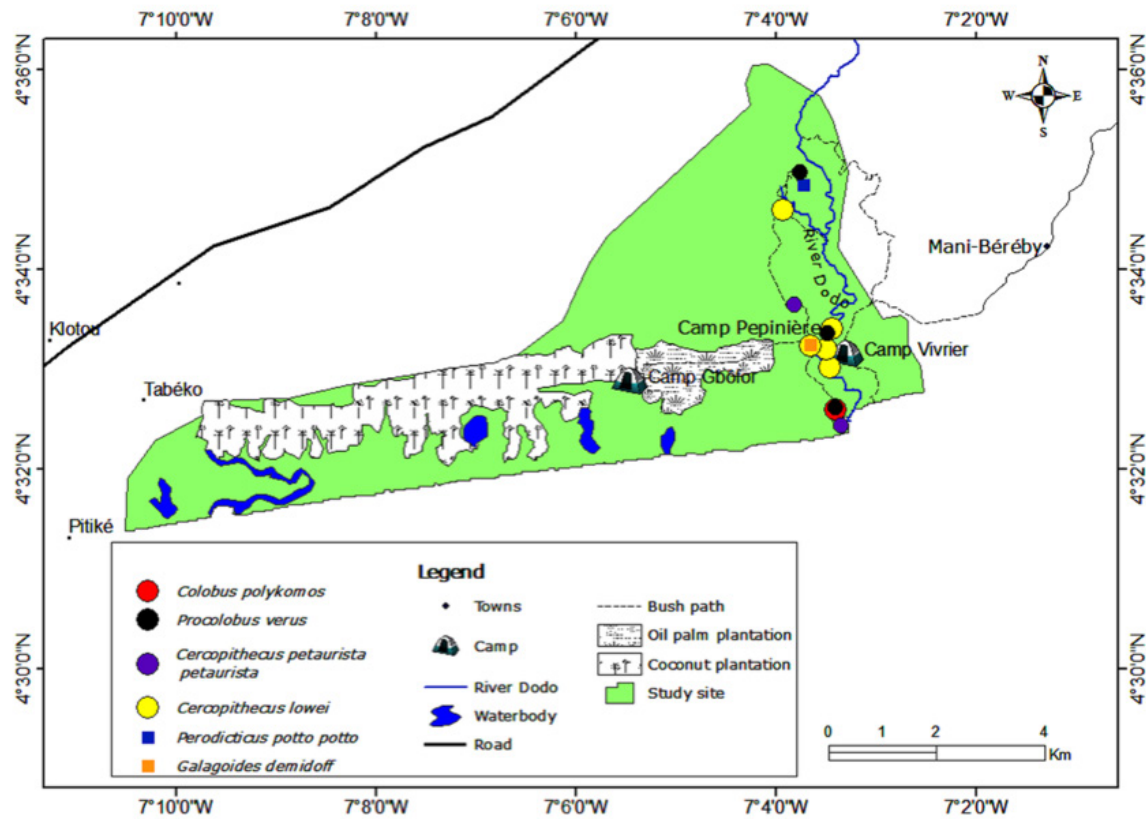 7°10'0"W 7°8'0"W 7°6'0"W 7°4'0"W 7°2'0"W
4°36'0"N
4°36'0"N
N
W E
S
Mani-Béréby
River Dodo
4°34'0"N
4°34'0"N
Klotou
Camp Pepinière
Camp Vivrier
Camp Gbofor
Tabéko
4°32'0"N
4°32'0"N
Pitiké
Legend
Colobus polykomos
Procolobus verus
Cercopithecus petaurista
petaurista
Cercopithecus lowei
Perodicticus potto potto
Galagoides demidoff
Towns
Camp
River Dodo
Waterbody
Road
Bush path
Oil palm plantation
Coconut plantation
Study site
4°30'0"N
4°30'0"N
0 1 2 4
Km
7°10'0"W 7°8'0"W 7°6'0"W 7°4'0"W 7°2'0"W